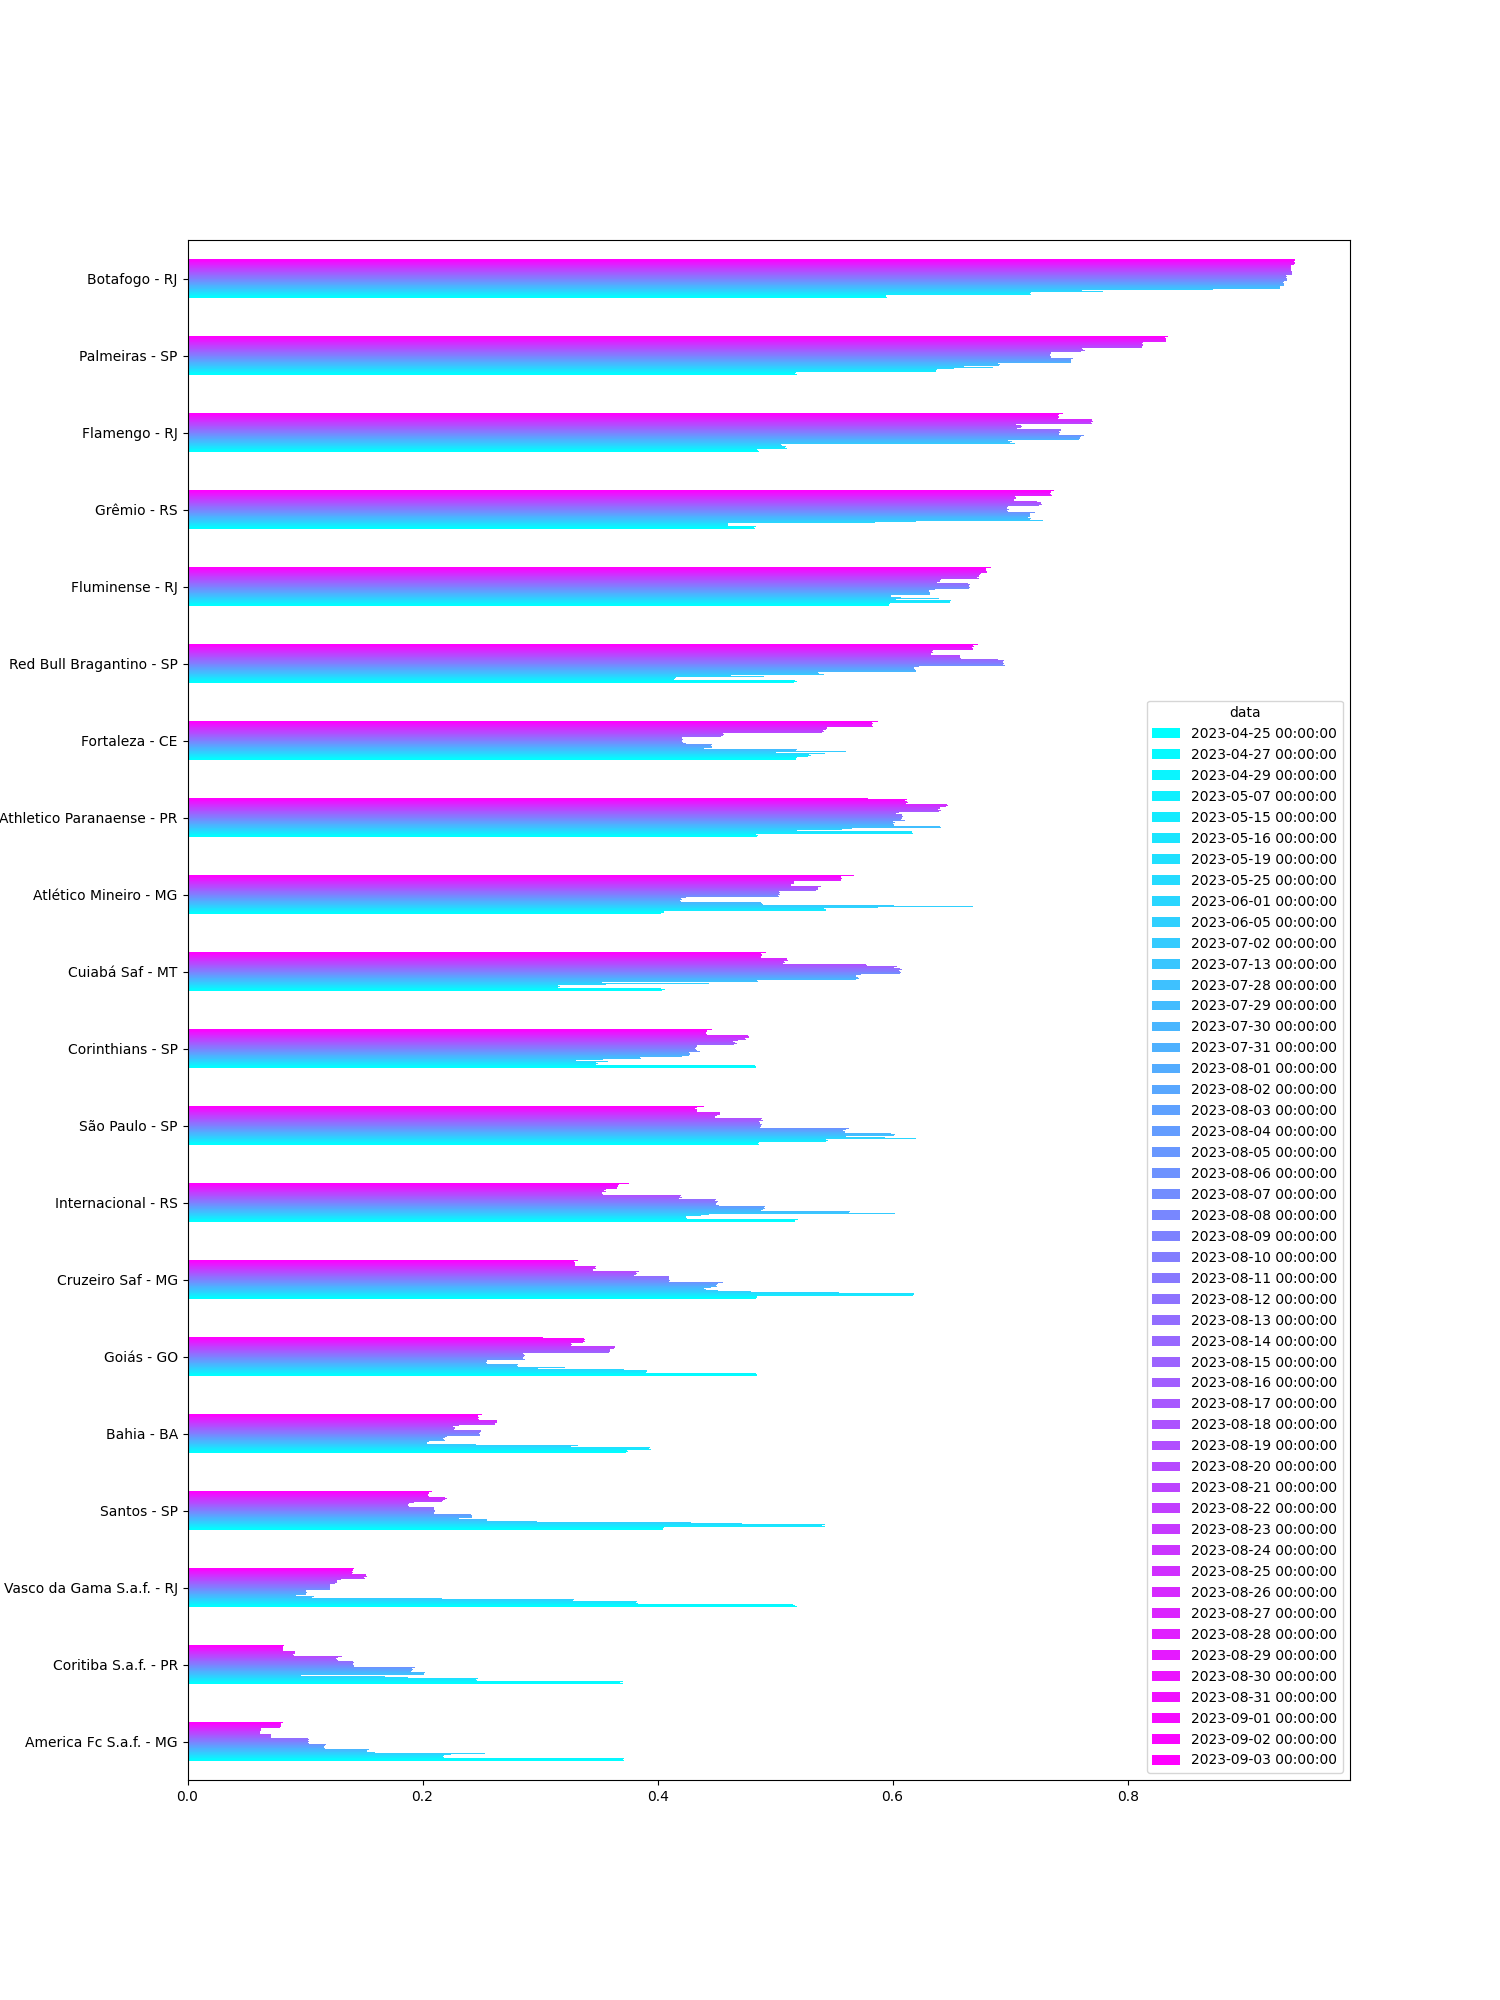 Botafogo - RJ
Palmeiras - SP
Flamengo - RJ
Grêmio - RS
Fluminense - RJ
Red Bull Bragantino - SP
Fortaleza - CE
Athletico Paranaense - PR
Atlético Mineiro - MG
Cuiabá Saf - MT
Corinthians - SP
São Paulo - SP
Internacional - RS
Cruzeiro Saf - MG
Goiás - GO
Bahia - BA
Santos - SP
Vasco da Gama S.a.f. - RJ
Coritiba S.a.f. - PR
America Fc S.a.f. - MG
0.0 0.2 0.4 0.6 0.8
data
2023-04-25 00:00:00
2023-04-27 00:00:00
2023-04-29 00:00:00
2023-05-07 00:00:00
2023-05-15 00:00:00
2023-05-16 00:00:00
2023-05-19 00:00:00
2023-05-25 00:00:00
2023-06-01 00:00:00
2023-06-05 00:00:00
2023-07-02 00:00:00
2023-07-13 00:00:00
2023-07-28 00:00:00
2023-07-29 00:00:00
2023-07-30 00:00:00
2023-07-31 00:00:00
2023-08-01 00:00:00
2023-08-02 00:00:00
2023-08-03 00:00:00
2023-08-04 00:00:00
2023-08-05 00:00:00
2023-08-06 00:00:00
2023-08-07 00:00:00
2023-08-08 00:00:00
2023-08-09 00:00:00
2023-08-10 00:00:00
2023-08-11 00:00:00
2023-08-12 00:00:00
2023-08-13 00:00:00
2023-08-14 00:00:00
2023-08-15 00:00:00
2023-08-16 00:00:00
2023-08-17 00:00:00
2023-08-18 00:00:00
2023-08-19 00:00:00
2023-08-20 00:00:00
2023-08-21 00:00:00
2023-08-22 00:00:00
2023-08-23 00:00:00
2023-08-24 00:00:00
2023-08-25 00:00:00
2023-08-26 00:00:00
2023-08-27 00:00:00
2023-08-28 00:00:00
2023-08-29 00:00:00
2023-08-30 00:00:00
2023-08-31 00:00:00
2023-09-01 00:00:00
2023-09-02 00:00:00
2023-09-03 00:00:00